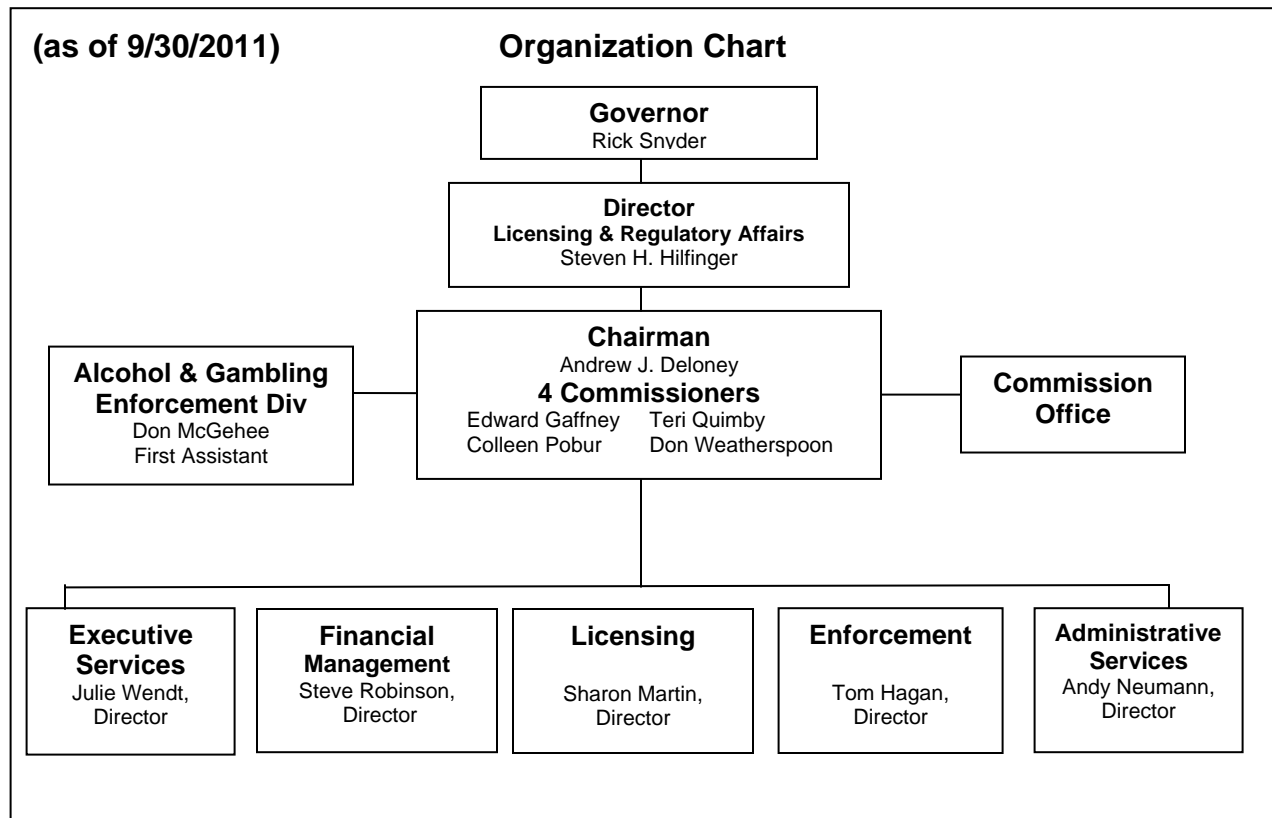 (as of 9/30/2011)
Organization Chart
Governor
Rick Snyder
Director
Licensing & Regulatory Affairs
Steven H. Hilfinger
Chairman
Andrew J. Deloney
4 Commissioners
Edward Gaffney Teri Quimby
Colleen Pobur Don Weatherspoon
Alcohol & Gambling
Enforcement Div
Don McGehee
First Assistant
Commission
Office
Executive
Services
Julie Wendt,
Director
Financial
Management
Steve Robinson,
Director
Licensing
Sharon Martin,
Director
Enforcement
Tom Hagan,
Director
Administrative
Services
Andy Neumann,
Director